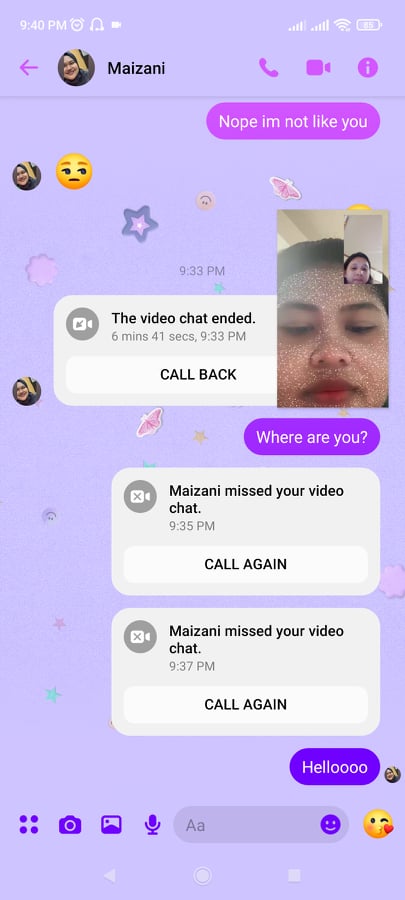 9:40 PM
85
Maizani
Nope im not like you
9:33 PM
The video chat ended.
6 mins 41 secs, 9:33 PM
CALL BACK
Where are you?
Maizani missed your video
chat.
9:35 PM
CALL AGAIN
Maizani missed your video
chat.
9:37 PM
CALL AGAIN
Helloooo
Aa